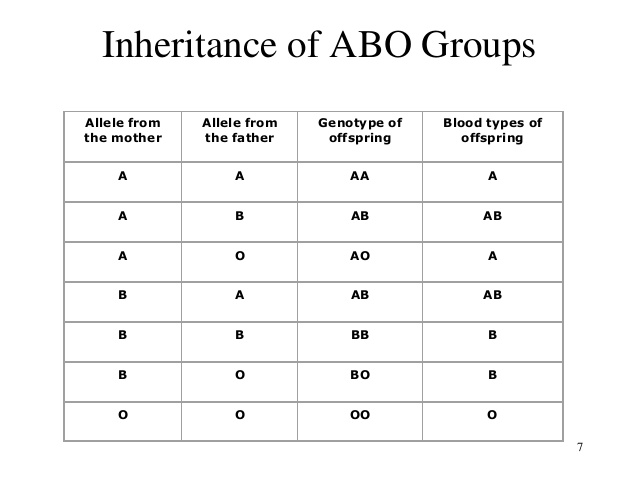 Inheritance of ABO Groups
Allele from the mother | Allele from the father | Genotype of offspring | Blood types of offspring
A | A | AA | A
A | B | AB | AB
A | O | AO | A
B | A | AB | AB
B | B | BB | B
B | O | BO | B
O | O | OO | O
7